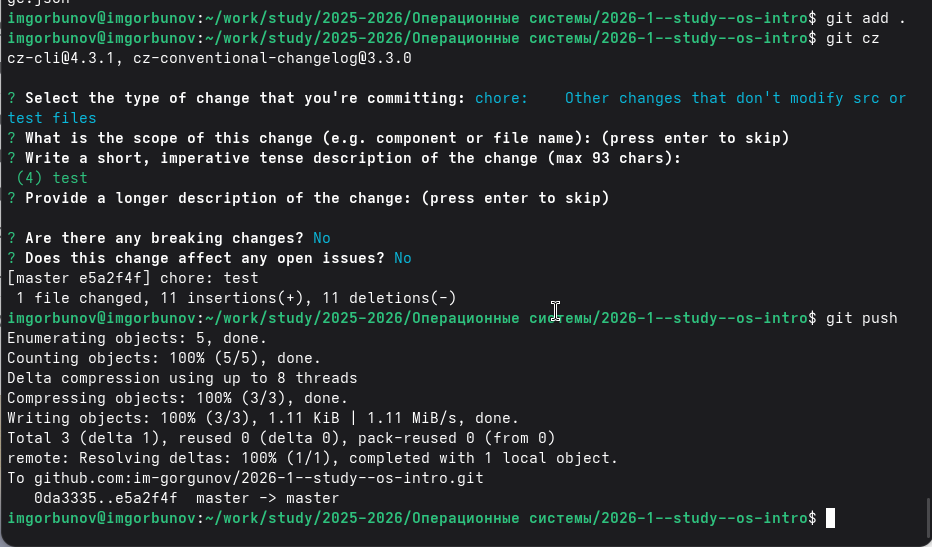 ge.json
imgorbunov@imgorbunov:~/work/study/2025-2026/Операционные системы/2026-1--study--os-intro$ git add .
imgorbunov@imgorbunov:~/work/study/2025-2026/Операционные системы/2026-1--study--os-intro$ git cz
cz-cli@4.3.1, cz-conventional-changelog@3.3.0
? Select the type of change that you're committing: chore:    Other changes that don't modify src or
test files
? What is the scope of this change (e.g. component or file name): (press enter to skip)
? Write a short, imperative tense description of the change (max 93 chars):
(4) test
? Provide a longer description of the change: (press enter to skip)
? Are there any breaking changes? No
? Does this change affect any open issues? No
[master e5a2f4f] chore: test
1 file changed, 11 insertions(+), 11 deletions(-)
imgorbunov@imgorbunov:~/work/study/2025-2026/Операционные системы/2026-1--study--os-intro$ git push
Enumerating objects: 5, done.
Counting objects: 100% (5/5), done.
Delta compression using up to 8 threads
Compressing objects: 100% (3/3), done.
Writing objects: 100% (3/3), 1.11 KiB | 1.11 MiB/s, done.
Total 3 (delta 1), reused 0 (delta 0), pack-reused 0 (from 0)
remote: Resolving deltas: 100% (1/1), completed with 1 local object.
To github.com:im-gorgunov/2026-1--study--os-intro.git
0da3335..e5a2f4f  master -> master
imgorbunov@imgorbunov:~/work/study/2025-2026/Операционные системы/2026-1--study--os-intro$